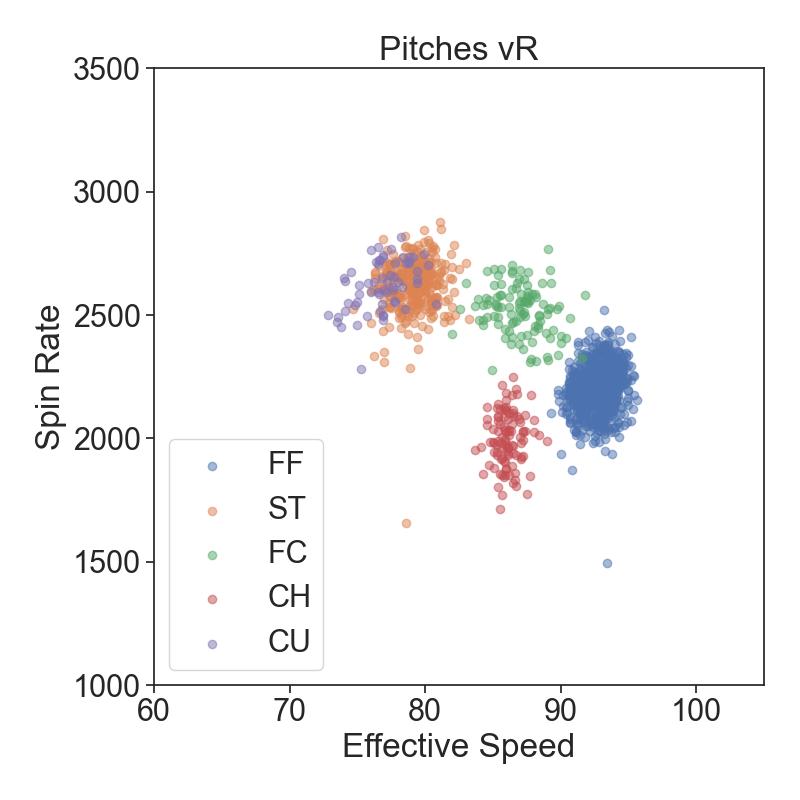 Pitches vR
3500
3000
2500
2000
1500
1000
Spin Rate
FF
ST
FC
CH
CU
60 70 80 90 100
Effective Speed